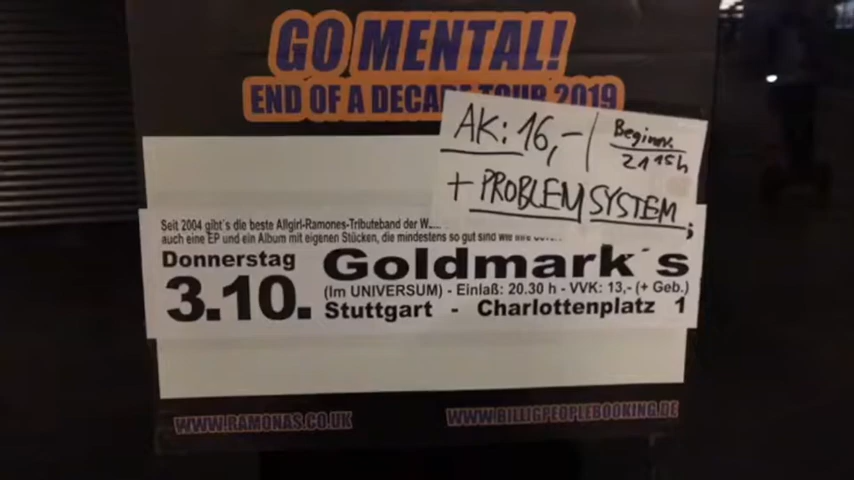 GO MENTAL!
END OF A DECADE TOUR 2019
AK: 16,- / Beginn:
21 15 h
+ PROBLEM SYSTEM
Seit 2004 gibt´s die beste Allgirl-Ramones-Tributeband der
auch eine EP und ein Album mit eigenen Stücken, die mindestens so gut sind wie ihre
Donnerstag Goldmark´s
3.10. (Im UNIVERSUM) - Einlaß: 20.30 h - VVK: 13,- (+ Geb.)
Stuttgart - Charlottenplatz 1
WWW.RAMONAS.CO.UK WWW.BILLIGPEOPLEBOOKING.DE